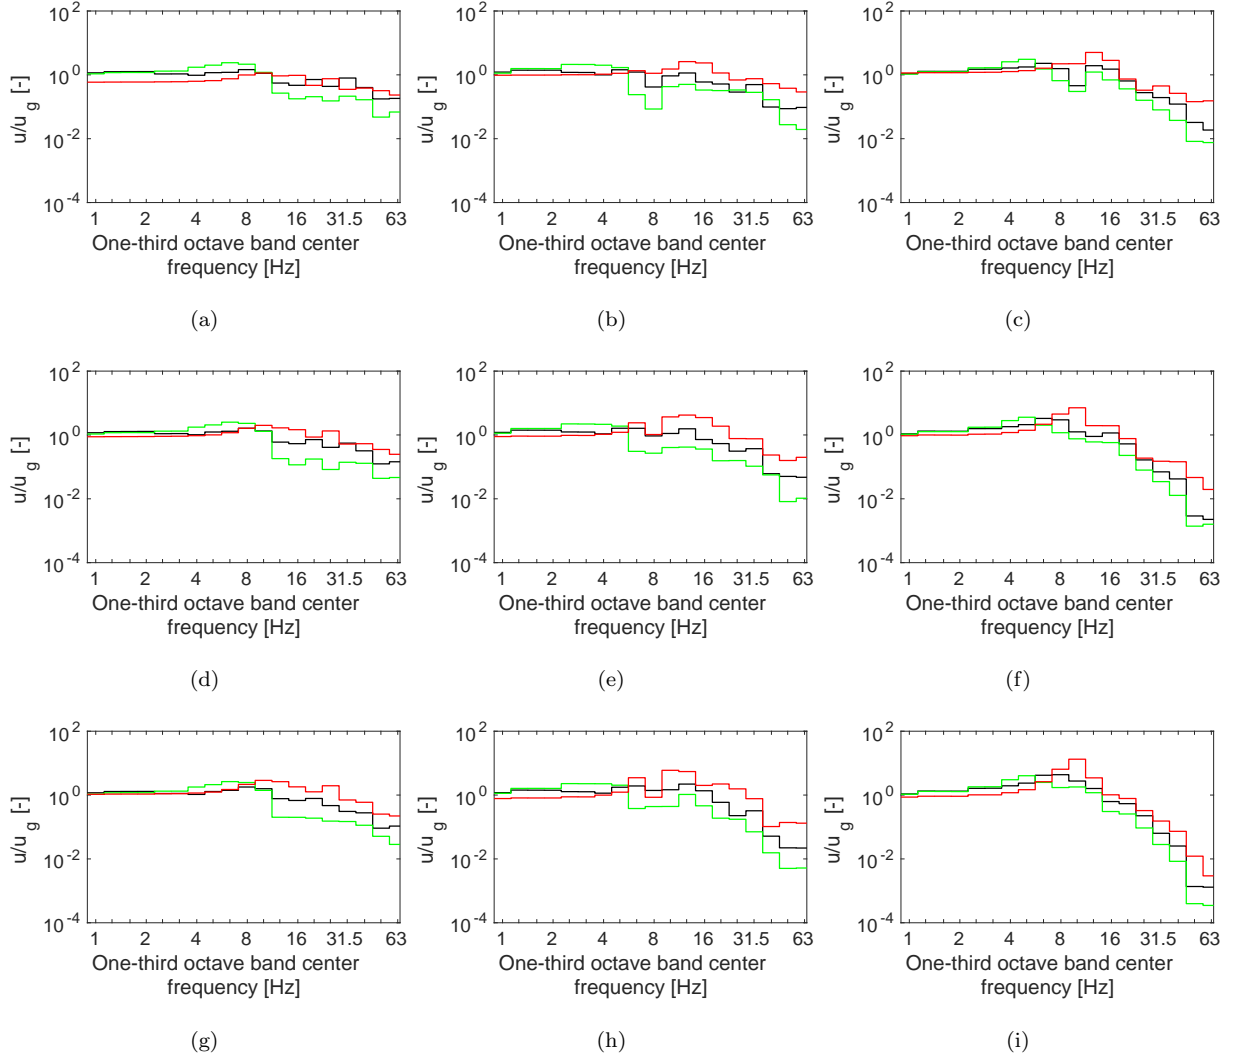 10^2
10^0
10^-2
10^-4
u/u_g [-]
1 2 4 8 16 31.5 63
One-third octave band center
frequency [Hz]
(a)
10^2
10^0
10^-2
10^-4
u/u_g [-]
1 2 4 8 16 31.5 63
One-third octave band center
frequency [Hz]
(b)
10^2
10^0
10^-2
10^-4
u/u_g [-]
1 2 4 8 16 31.5 63
One-third octave band center
frequency [Hz]
(c)
10^2
10^0
10^-2
10^-4
u/u_g [-]
1 2 4 8 16 31.5 63
One-third octave band center
frequency [Hz]
(d)
10^2
10^0
10^-2
10^-4
u/u_g [-]
1 2 4 8 16 31.5 63
One-third octave band center
frequency [Hz]
(e)
10^2
10^0
10^-2
10^-4
u/u_g [-]
1 2 4 8 16 31.5 63
One-third octave band center
frequency [Hz]
(f)
10^2
10^0
10^-2
10^-4
u/u_g [-]
1 2 4 8 16 31.5 63
One-third octave band center
frequency [Hz]
(g)
10^2
10^0
10^-2
10^-4
u/u_g [-]
1 2 4 8 16 31.5 63
One-third octave band center
frequency [Hz]
(h)
10^2
10^0
10^-2
10^-4
u/u_g [-]
1 2 4 8 16 31.5 63
One-third octave band center
frequency [Hz]
(i)